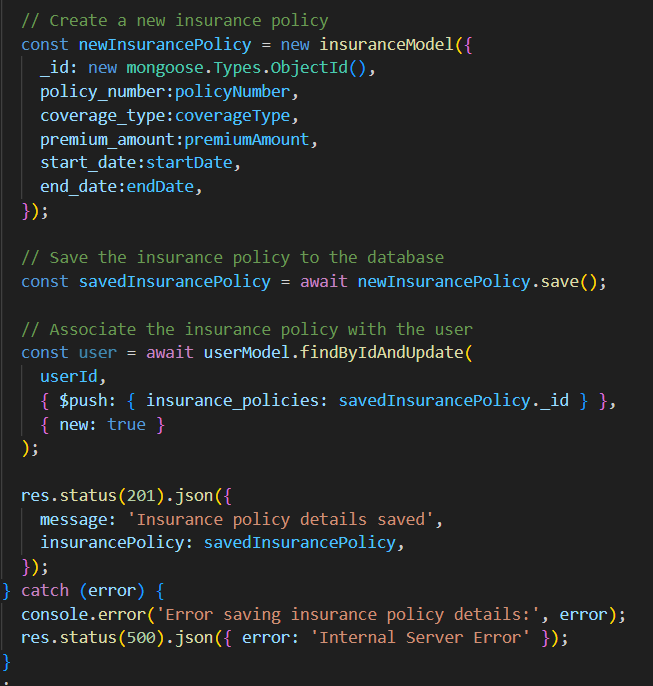 // Create a new insurance policy
const newInsurancePolicy = new insuranceModel({
_id: new mongoose.Types.ObjectId(),
policy_number:policyNumber,
coverage_type:coverageType,
premium_amount:premiumAmount,
start_date:startDate,
end_date:endDate,
});
// Save the insurance policy to the database
const savedInsurancePolicy = await newInsurancePolicy.save();
// Associate the insurance policy with the user
const user = await userModel.findByIdAndUpdate(
userId,
{ $push: { insurance_policies: savedInsurancePolicy._id } },
{ new: true }
);
res.status(201).json({
message: 'Insurance policy details saved',
insurancePolicy: savedInsurancePolicy,
});
} catch (error) {
console.error('Error saving insurance policy details:', error);
res.status(500).json({ error: 'Internal Server Error' });
}